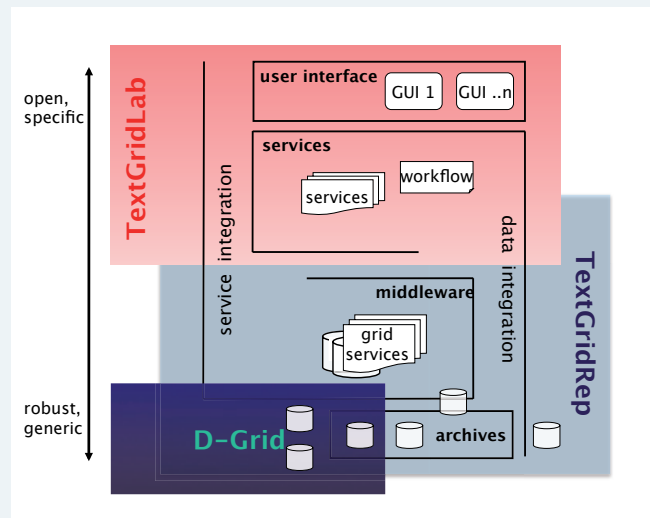 user interface
GUI 1
GUI ..n
open,
specific
TextGridLab
services
workflow
services
service integration
data integration
TextGridRep
middleware
grid
services
robust,
generic
D-Grid
archives